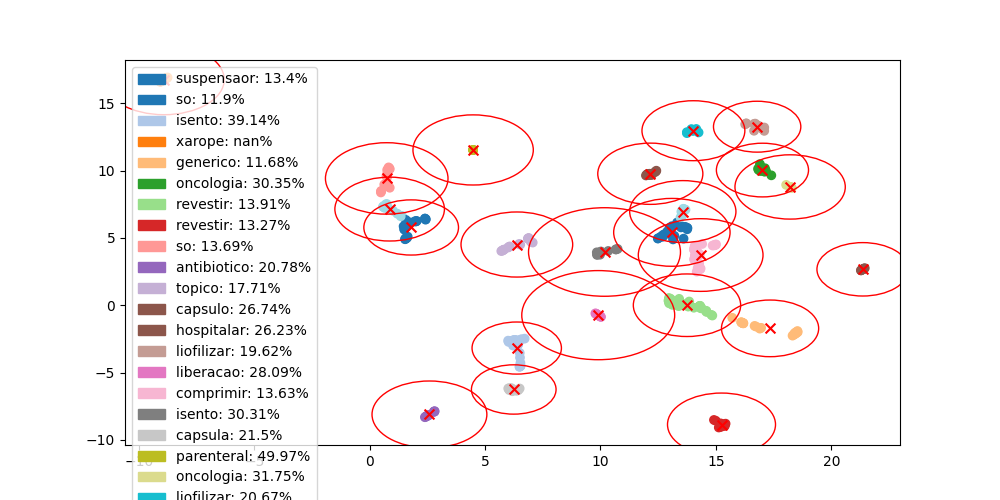 suspensaor: 13.4%
so: 11.9%
isento: 39.14%
xarope: nan%
generico: 11.68%
oncologia: 30.35%
revestir: 13.91%
revestir: 13.27%
so: 13.69%
antibiotico: 20.78%
topico: 17.71%
capsulo: 26.74%
hospitalar: 26.23%
liofilizar: 19.62%
liberacao: 28.09%
comprimir: 13.63%
isento: 30.31%
capsula: 21.5%
parenteral: 49.97%
oncologia: 31.75%
liofilizar: 20.67%
15
10
5
0
−5
−10
−10 −5 0 5 10 15 20